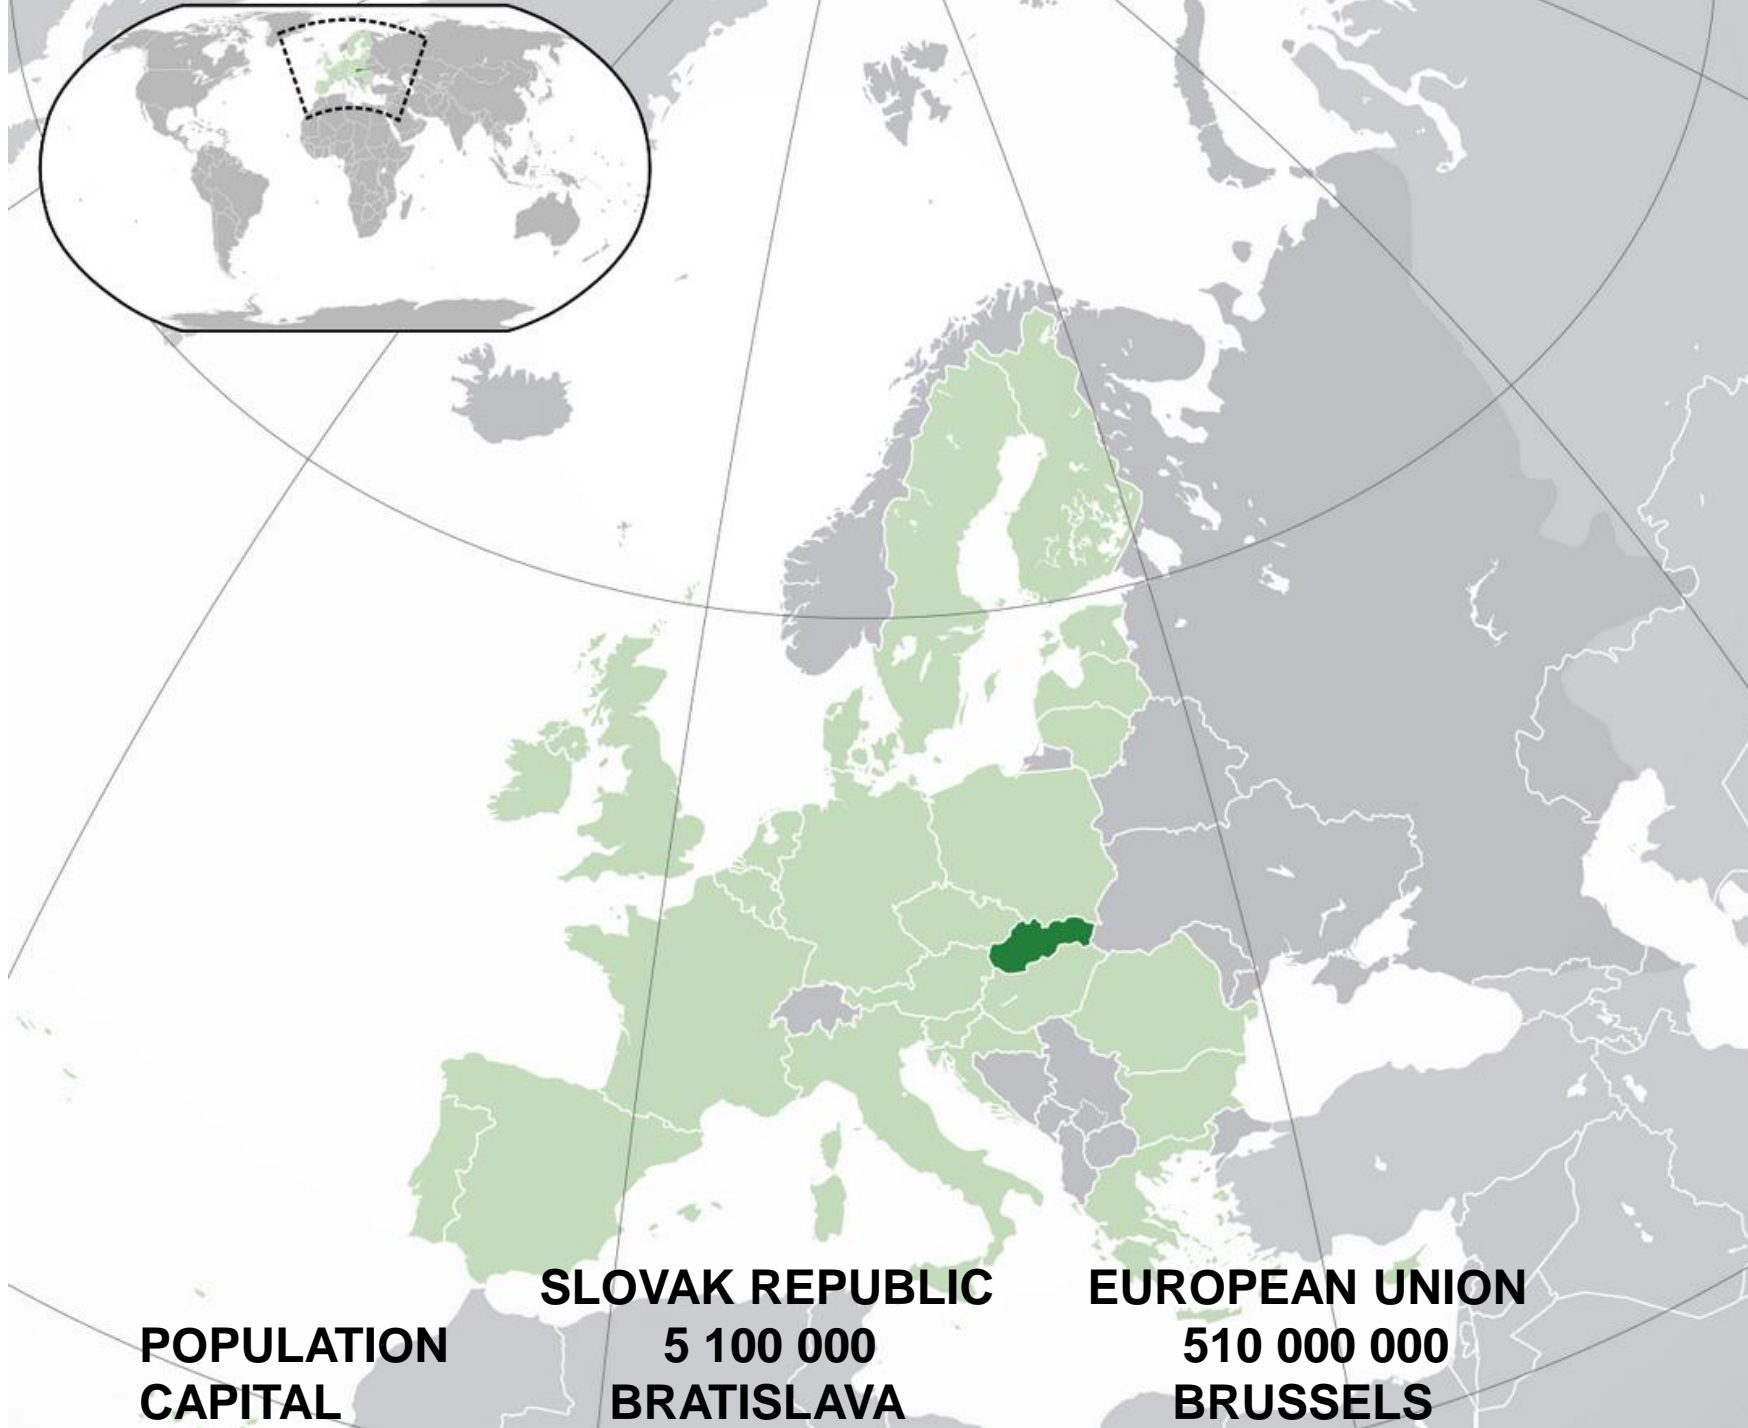 SLOVAK REPUBLIC EUROPEAN UNION
POPULATION 5 100 000 510 000 000
CAPITAL BRATISLAVA BRUSSELS